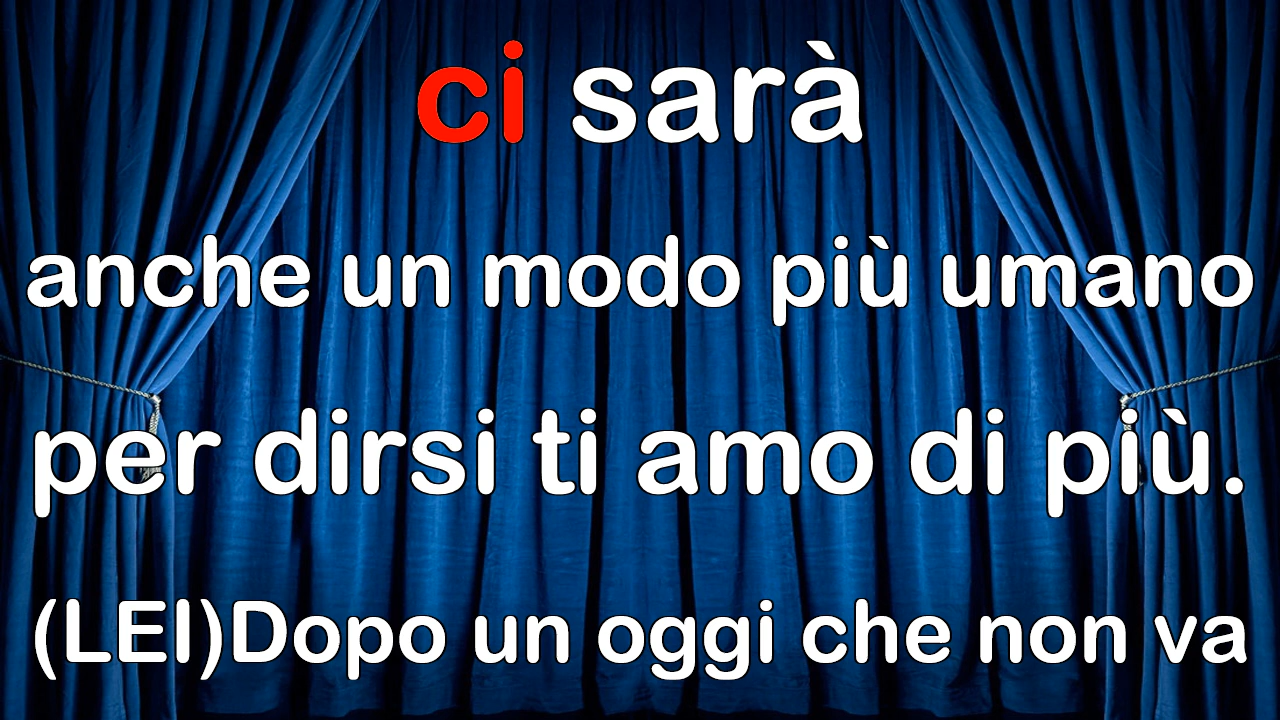 ci sarà
anche un modo più umano
per dirsi ti amo di più.
(LEI)Dopo un oggi che non va